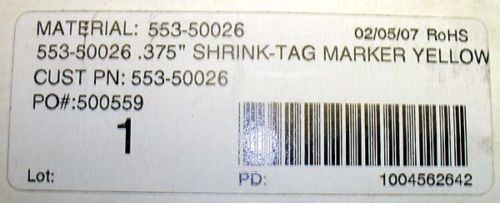 MATERIAL: 553-50026 02/05/07 RoHS
553-50026 .375" SHRINK-TAG MARKER YELLOW
CUST PN: 553-50026
PO#:500559
1
Lot: PD: 1004562642